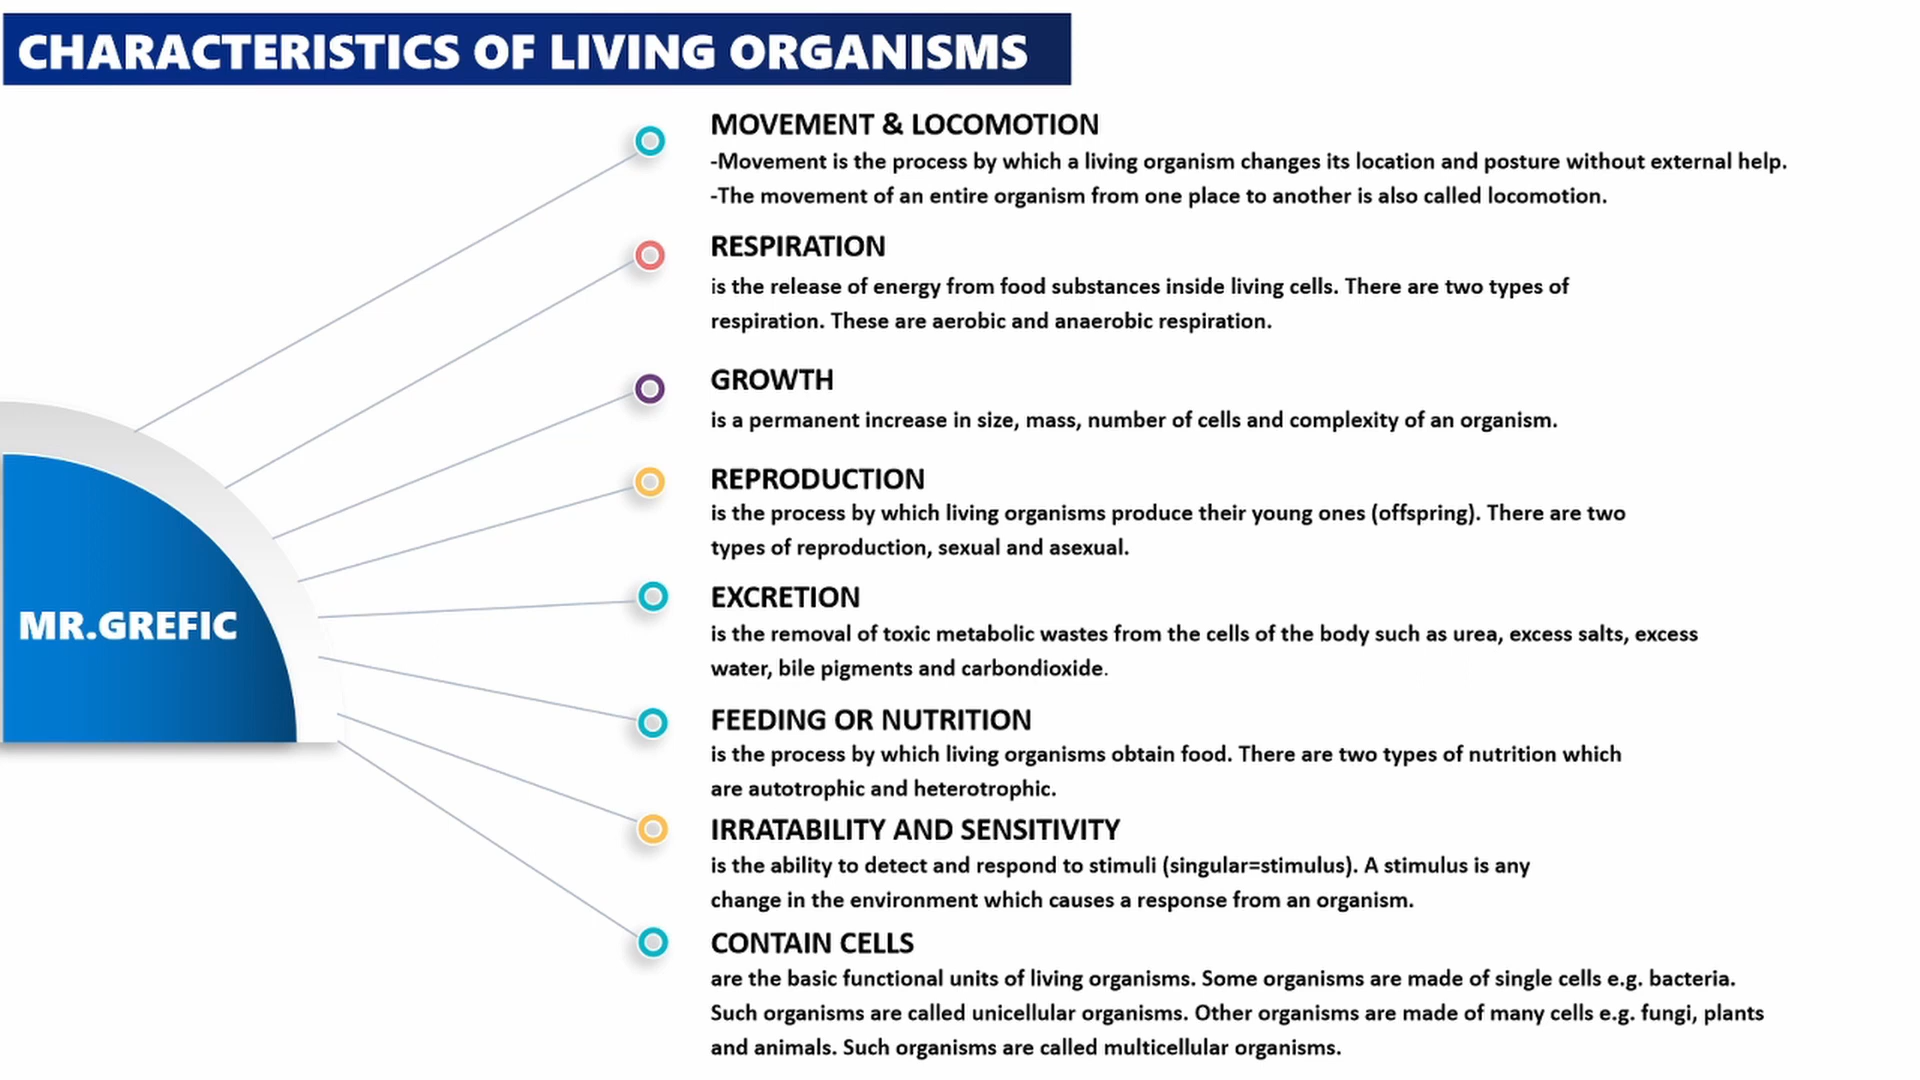 CHARACTERISTICS OF LIVING ORGANISMS
MOVEMENT & LOCOMOTION
-Movement is the process by which a living organism changes its location and posture without external help.
-The movement of an entire organism from one place to another is also called locomotion.
RESPIRATION
is the release of energy from food substances inside living cells. There are two types of
respiration. These are aerobic and anaerobic respiration.
GROWTH
is a permanent increase in size, mass, number of cells and complexity of an organism.
REPRODUCTION
is the process by which living organisms produce their young ones (offspring). There are two
types of reproduction, sexual and asexual.
MR.GREFIC
EXCRETION
is the removal of toxic metabolic wastes from the cells of the body such as urea, excess salts, excess
water, bile pigments and carbondioxide.
FEEDING OR NUTRITION
is the process by which living organisms obtain food. There are two types of nutrition which
are autotrophic and heterotrophic.
IRRATABILITY AND SENSITIVITY
is the ability to detect and respond to stimuli (singular=stimulus). A stimulus is any
change in the environment which causes a response from an organism.
CONTAIN CELLS
are the basic functional units of living organisms. Some organisms are made of single cells e.g. bacteria.
Such organisms are called unicellular organisms. Other organisms are made of many cells e.g. fungi, plants
and animals. Such organisms are called multicellular organisms.